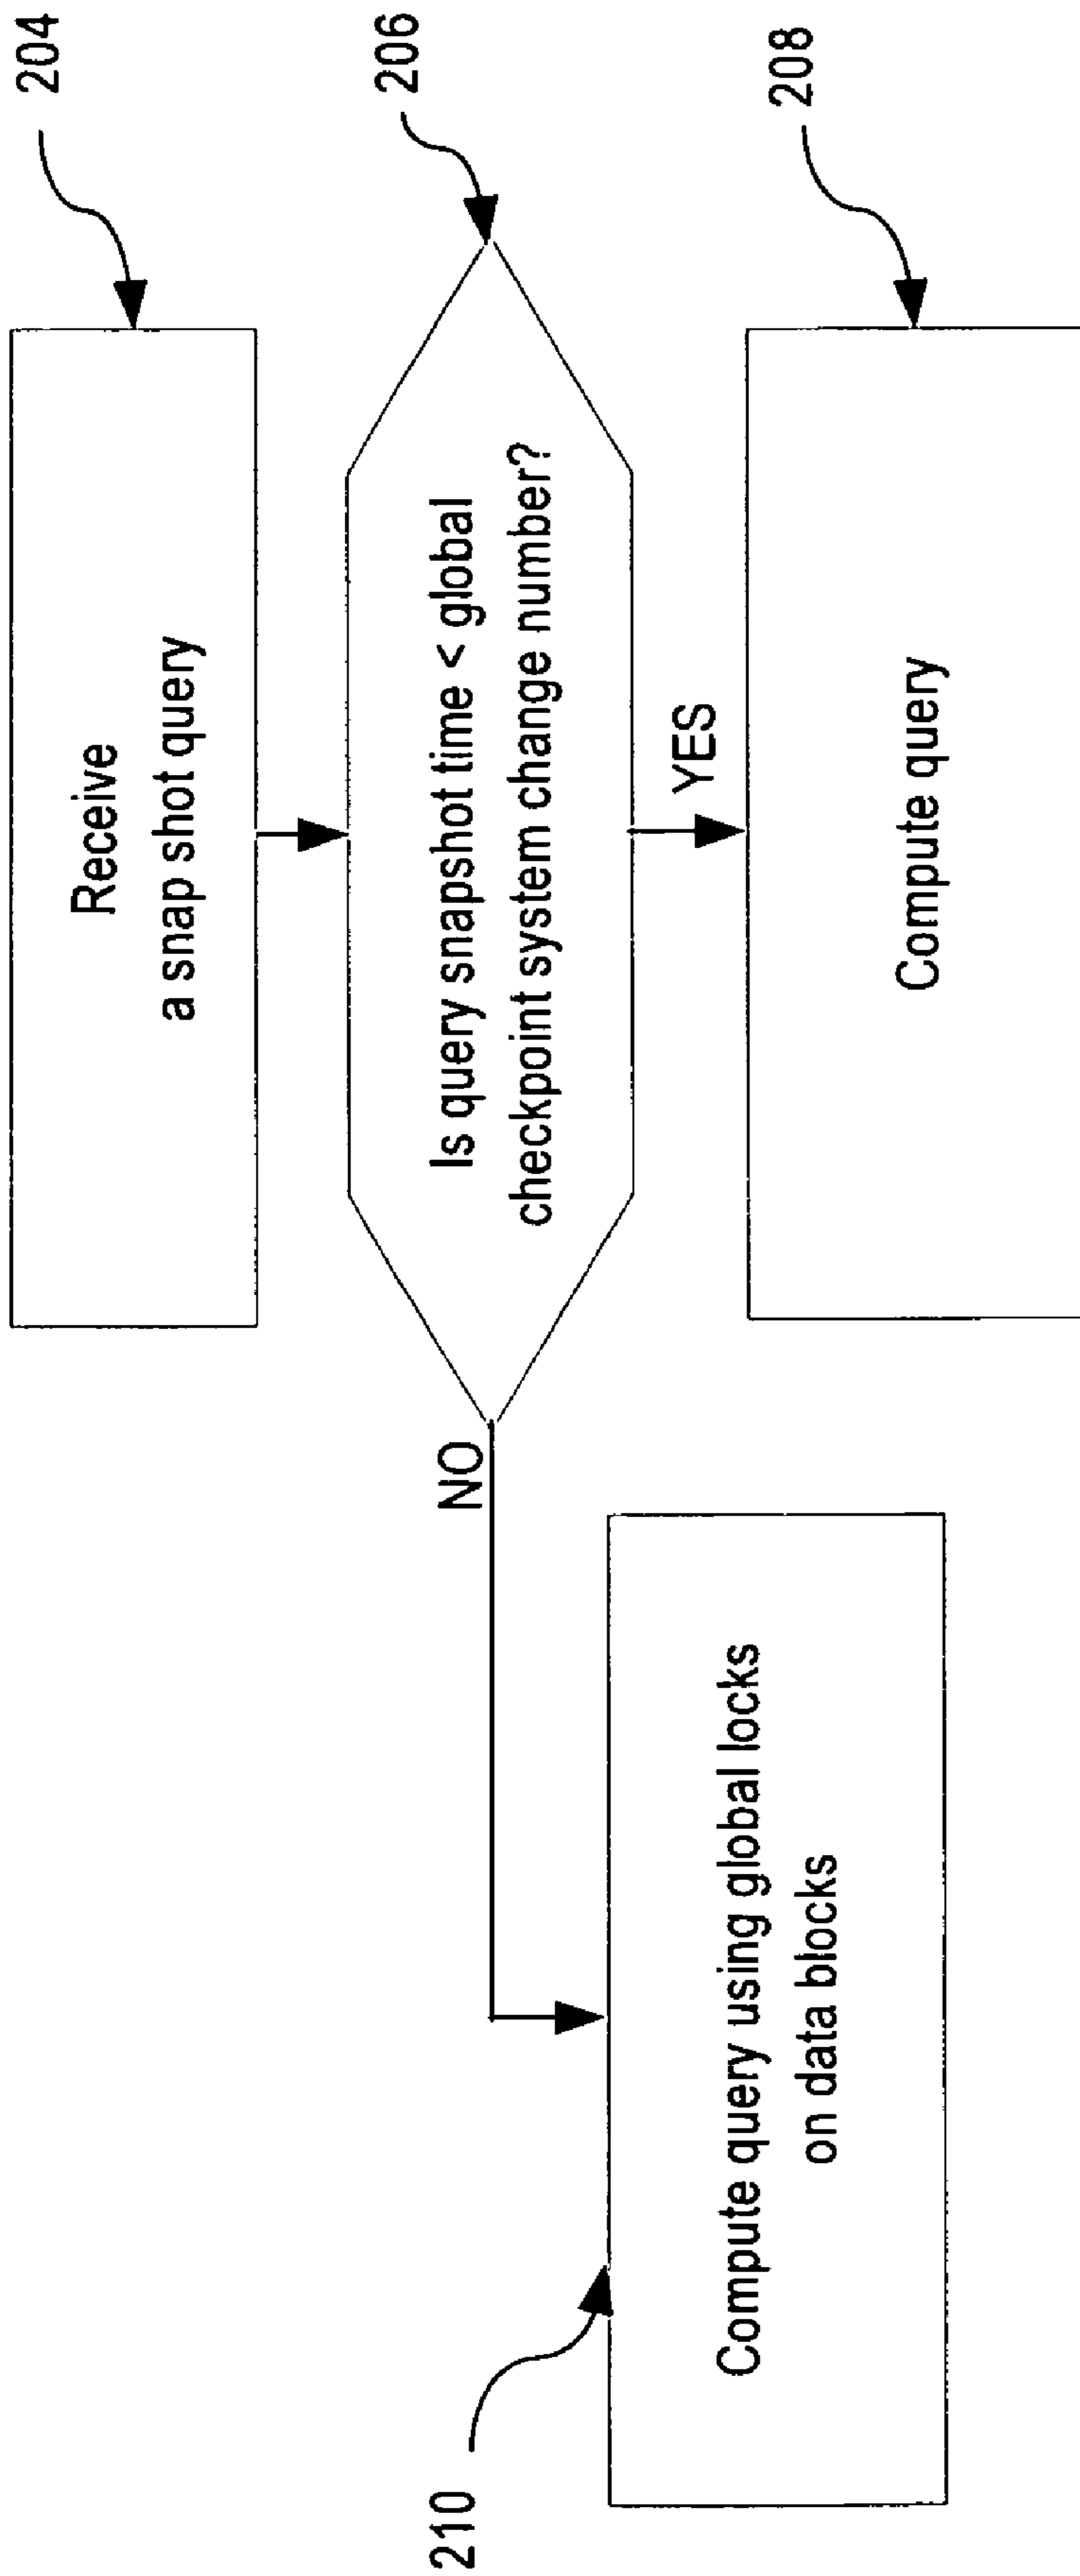 204
Receive
a snap shot query
206
Is query snapshot time < global
checkpoint system change number?
NO
YES
208
Compute query
210
Compute query using global locks
on data blocks